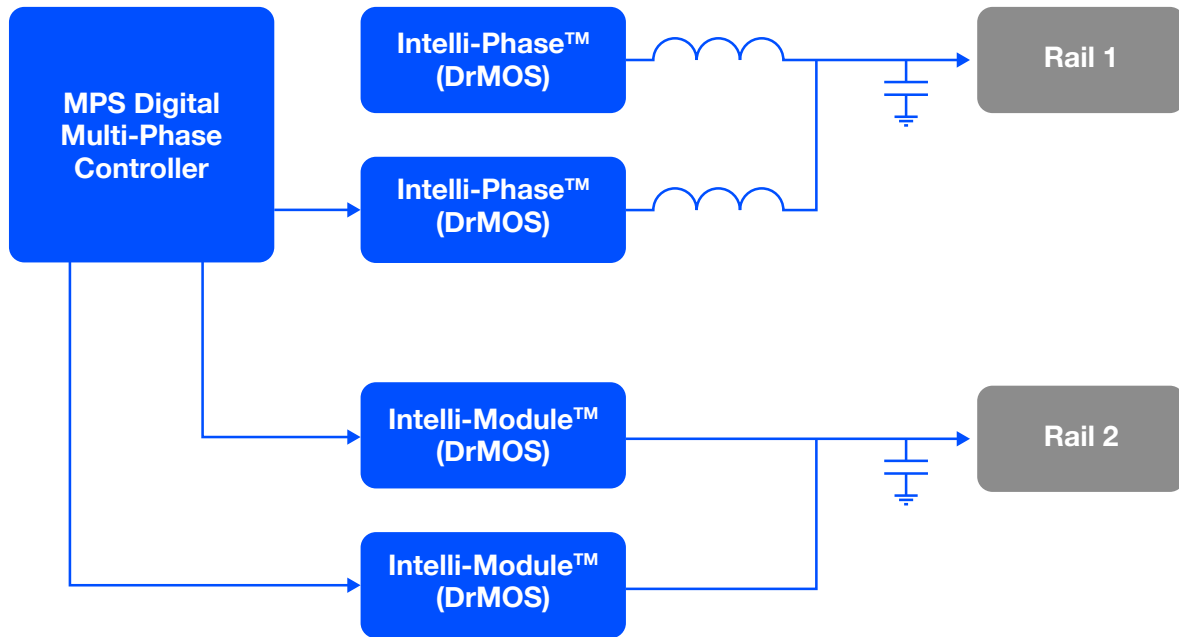 MPS Digital
Multi-Phase
Controller
Intelli-Phase™
(DrMOS)
Rail 1
Intelli-Phase™
(DrMOS)
Intelli-Module™
(DrMOS)
Rail 2
Intelli-Module™
(DrMOS)